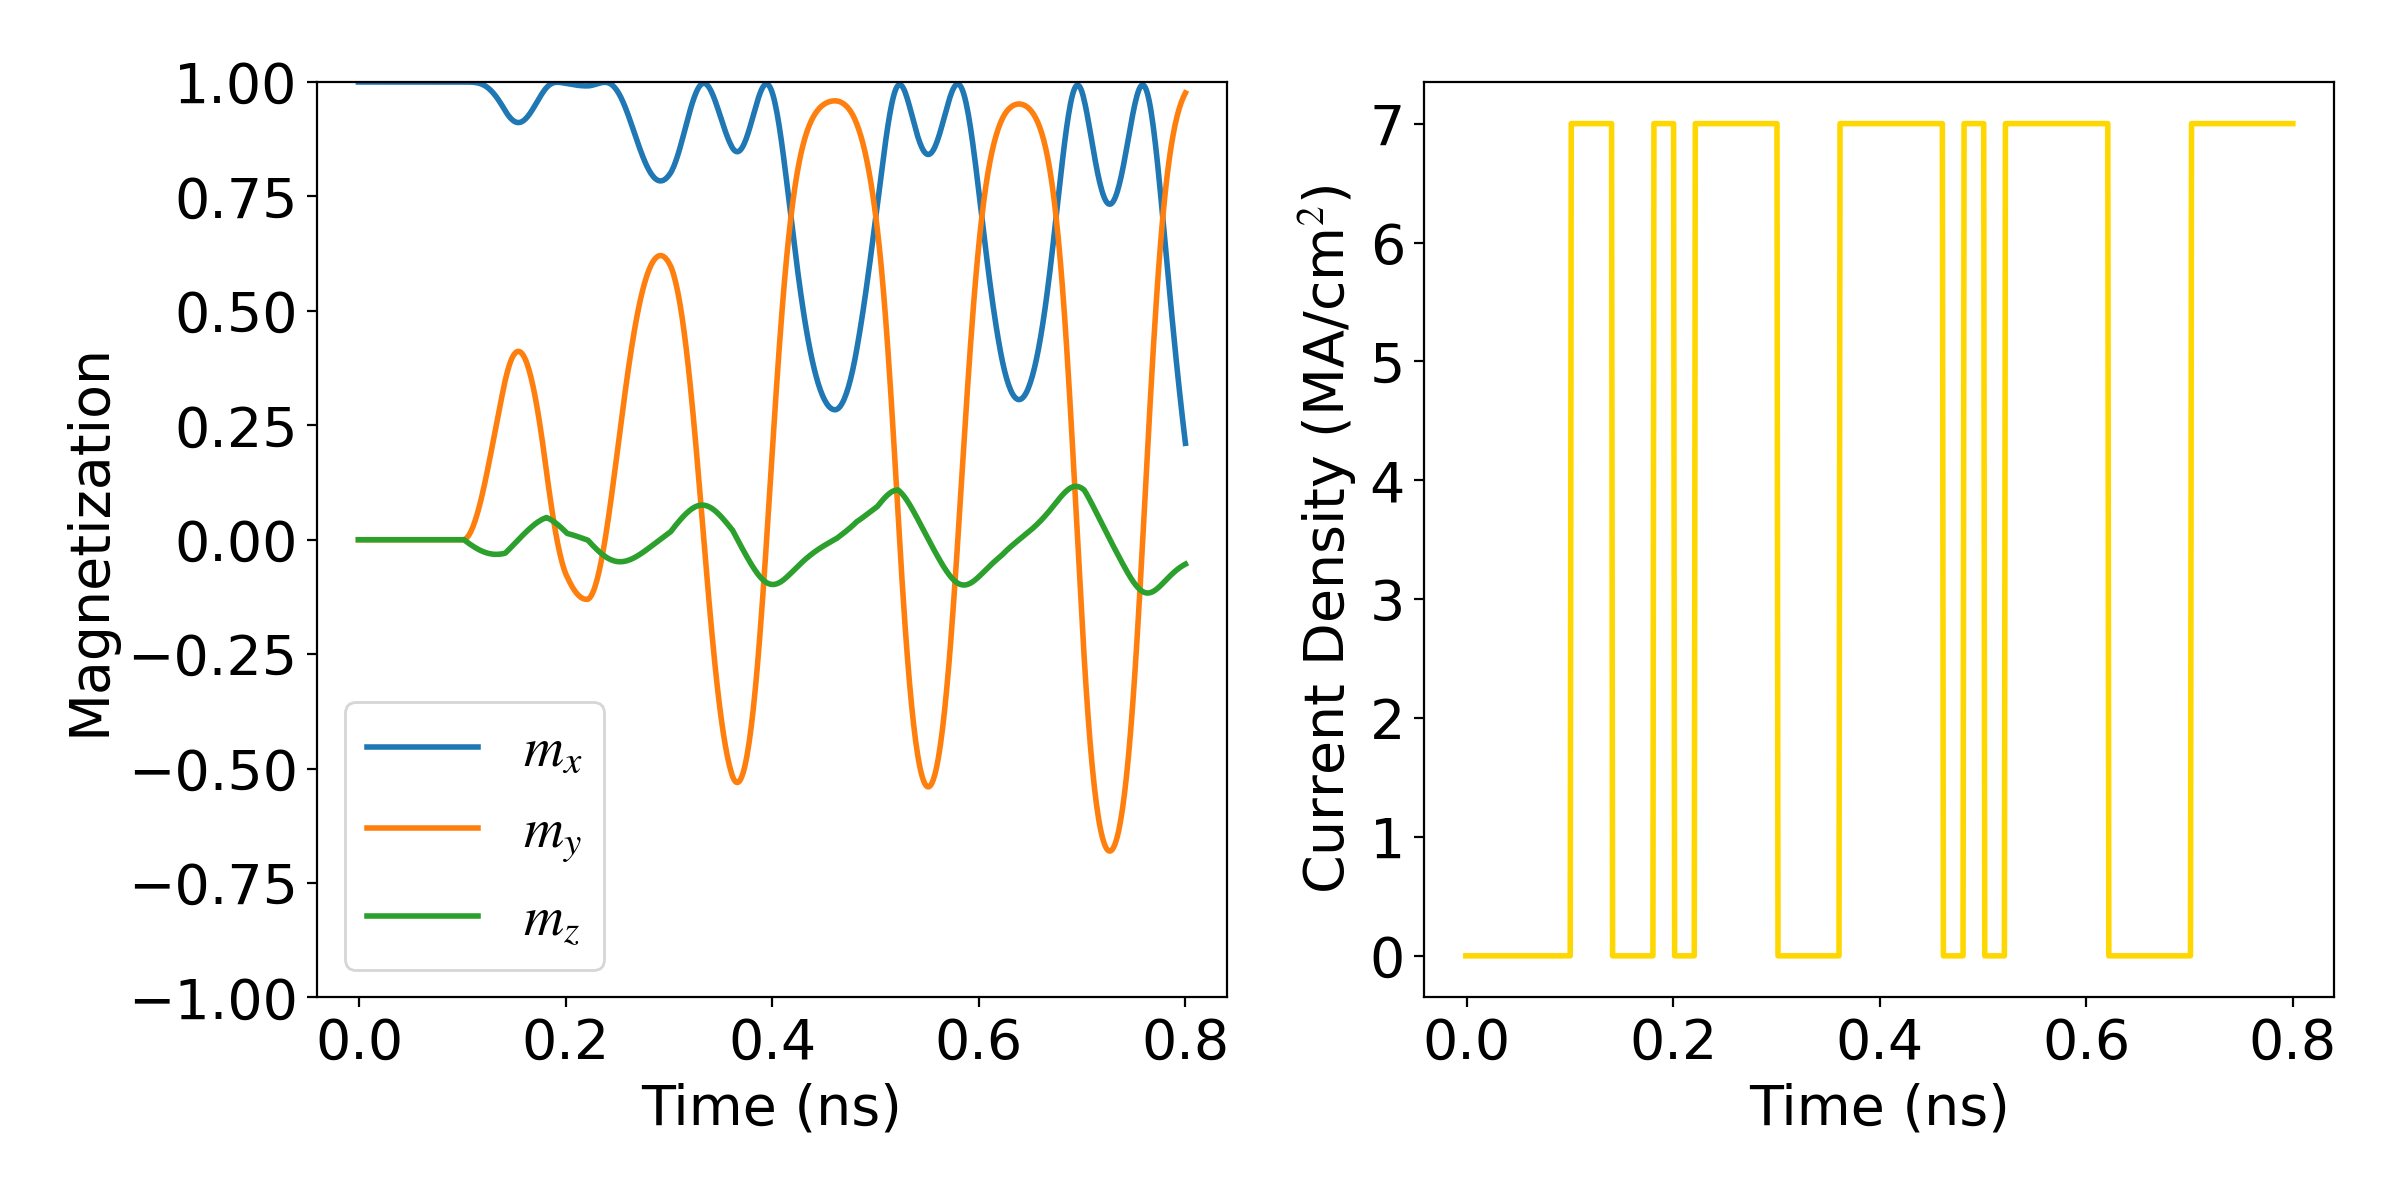 Magnetization
1.00
0.75
0.50
0.25
0.00
−0.25
−0.50
−0.75
−1.00
m_x
m_y
m_z
0.0 0.2 0.4 0.6 0.8
Time (ns)
Current Density (MA/cm²)
7
6
5
4
3
2
1
0
0.0 0.2 0.4 0.6 0.8
Time (ns)